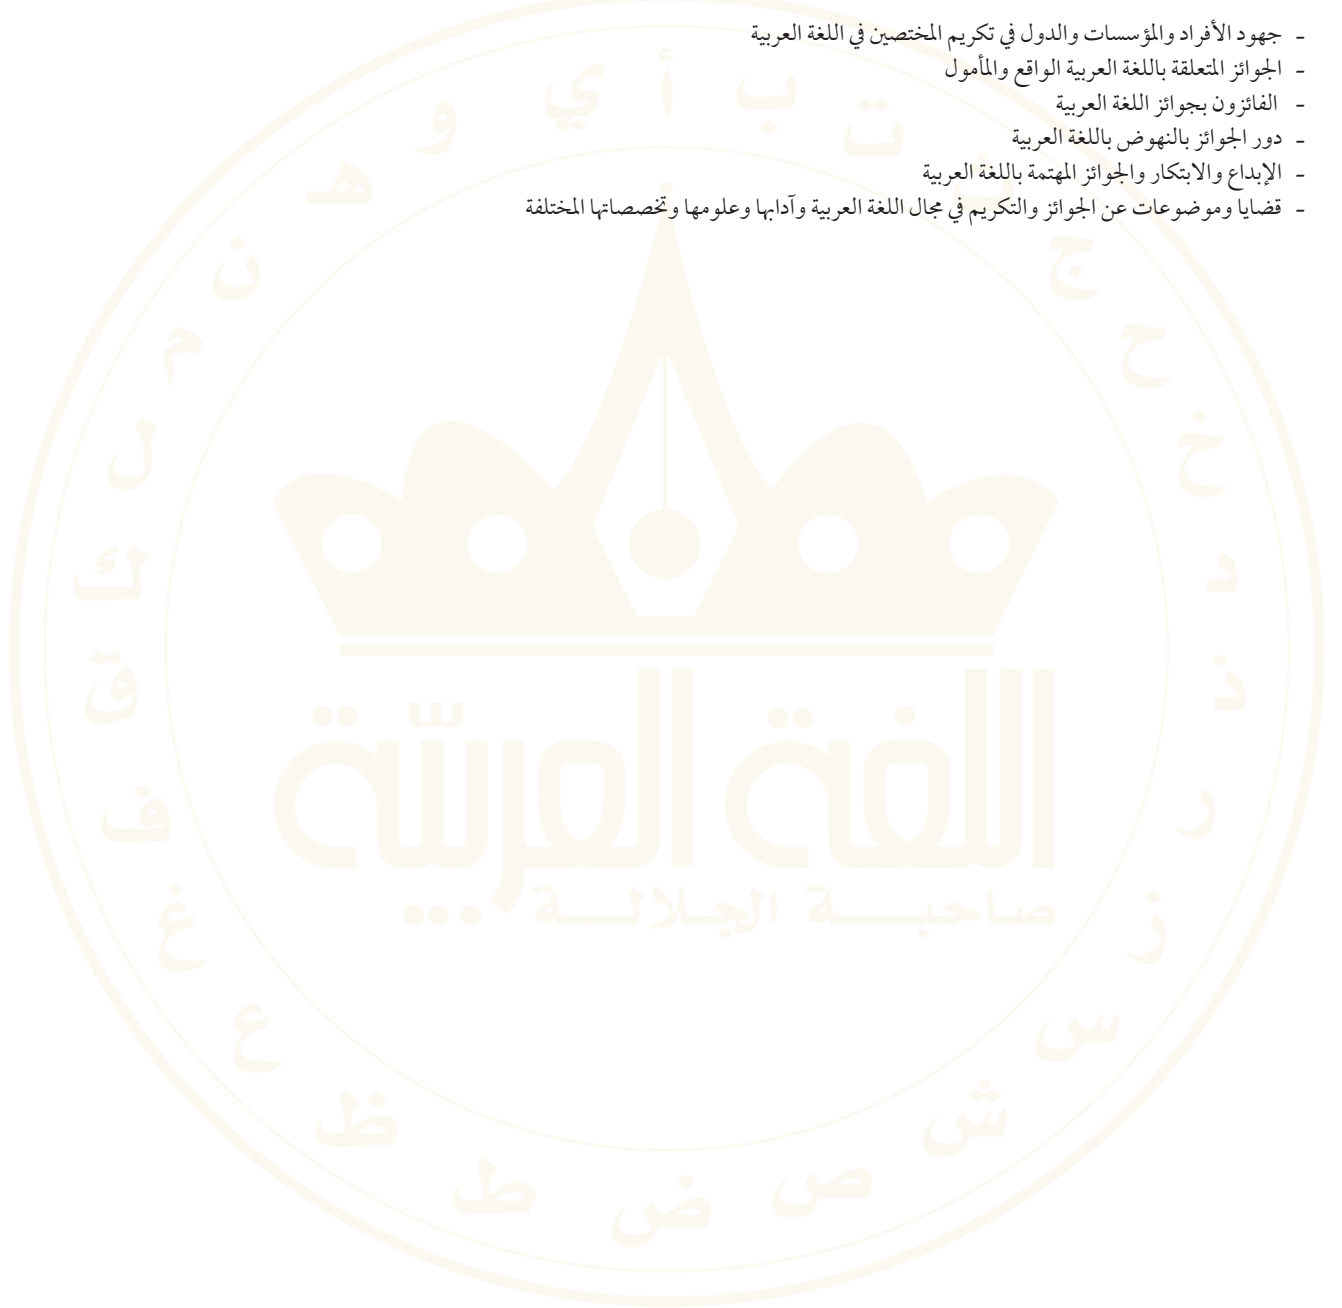 - جهود الأفراد والمؤسسات والدول في تكريم المختصين في اللغة العربية
- الجوائز المتعلقة باللغة العربية الواقع والمأمول
- الفائزون بجوائز اللغة العربية
- دور الجوائز بالنهوض باللغة العربية
- الإبداع والابتكار والجوائز المهتمة باللغة العربية
- قضايا وموضوعات عن الجوائز والتكريم في مجال اللغة العربية وآدابها وعلومها وتخصصاتها المختلفة
أ ب ت ث ج ح خ د ذ ر ز س ش ص ض ط ظ ع غ ف ق ك ل م ن هـ و ي أ
اللغة العربية
صاحبة الجلالة ...